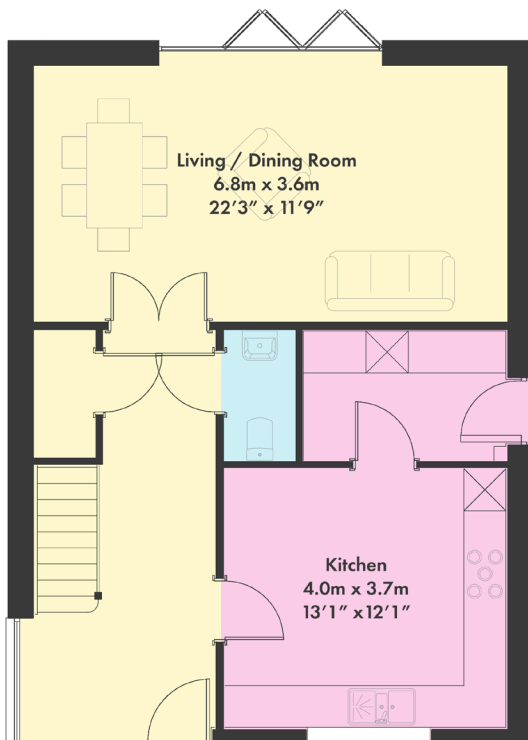 Living / Dining Room
6.8m x 3.6m
22’3” x 11’9”
Kitchen
4.0m x 3.7m
13’1” x12’1”